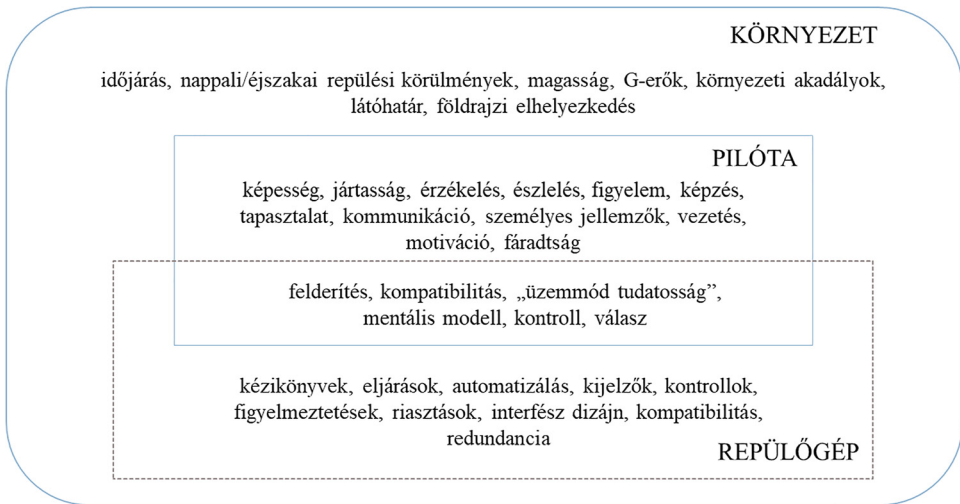 KÖRNYEZET
időjárás, nappali/éjszakai repülési körülmények, magasság, G-erők, környezeti akadályok,
látóhatár, földrajzi elhelyezkedés
PILÓTA
képesség, jártasság, érzékelés, észlelés, figyelem, képzés,
tapasztalat, kommunikáció, személyes jellemzők, vezetés,
motiváció, fáradtság
felderítés, kompatibilitás, „üzemmód tudatosság”,
mentális modell, kontroll, válasz
kézikönyvek, eljárások, automatizálás, kijelzők, kontrollok,
figyelmeztetések, riasztások, interfész dizájn, kompatibilitás,
redundancia
REPÜLŐGÉP